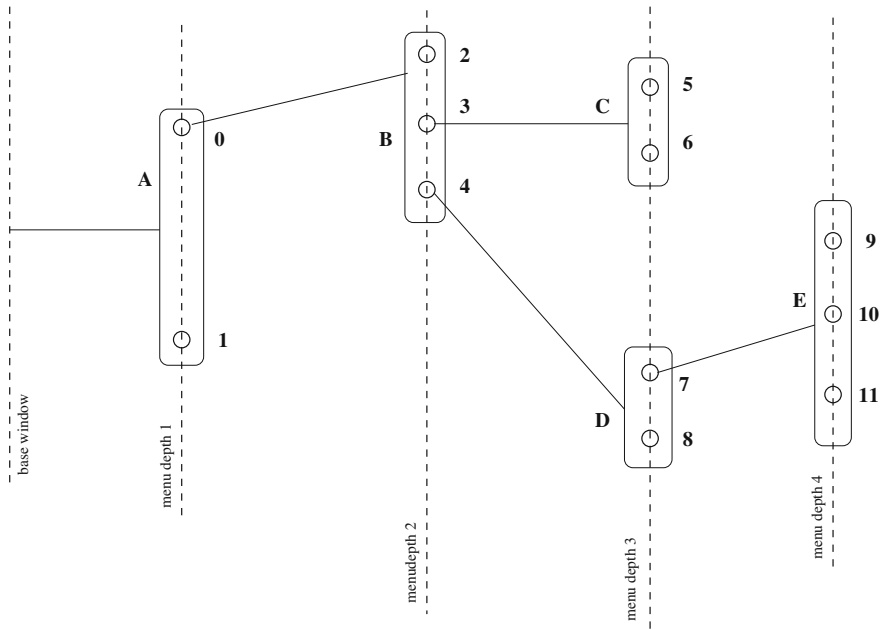 2
5
C
3
6
B
0
A
4
9
E
10
1
7
11
D
8
base window
menu depth 1
menudepth 2
menu depth 3
menu depth 4